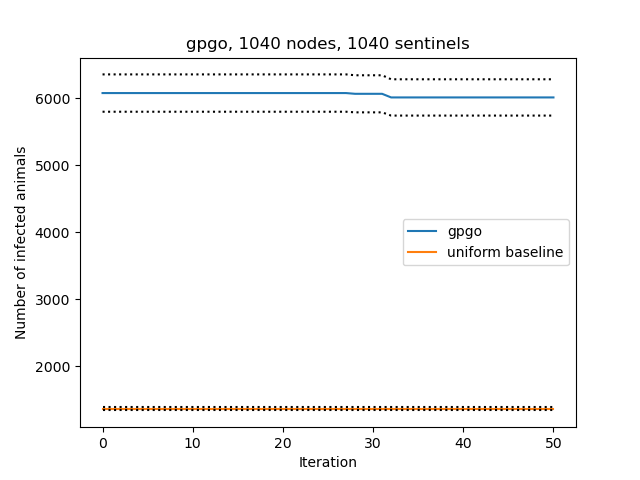 gpgo, 1040 nodes, 1040 sentinels
Number of infected animals
6000
5000
4000
3000
2000
gpgo
uniform baseline
0 10 20 30 40 50
Iteration